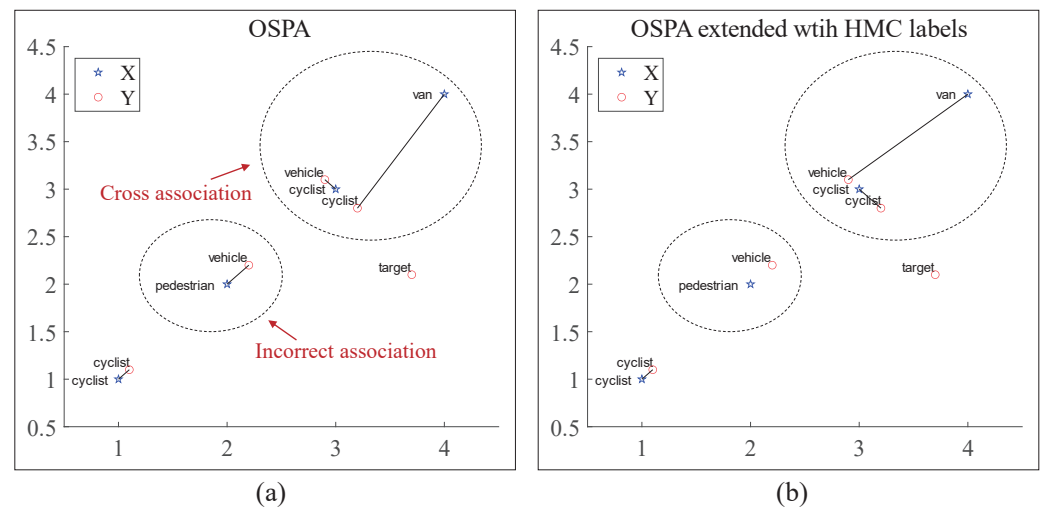 OSPA
4.5
4
3.5
3
2.5
2
1.5
1
0.5
X
Y
van
vehicle
cyclist
cyclist
Cross association
vehicle
target
pedestrian
Incorrect association
cyclist
cyclist
1
2
3
4
(a)
OSPA extended wtih HMC labels
4.5
4
3.5
3
2.5
2
1.5
1
0.5
X
Y
van
vehicle
cyclist
cyclist
vehicle
target
pedestrian
cyclist
cyclist
1
2
3
4
(b)